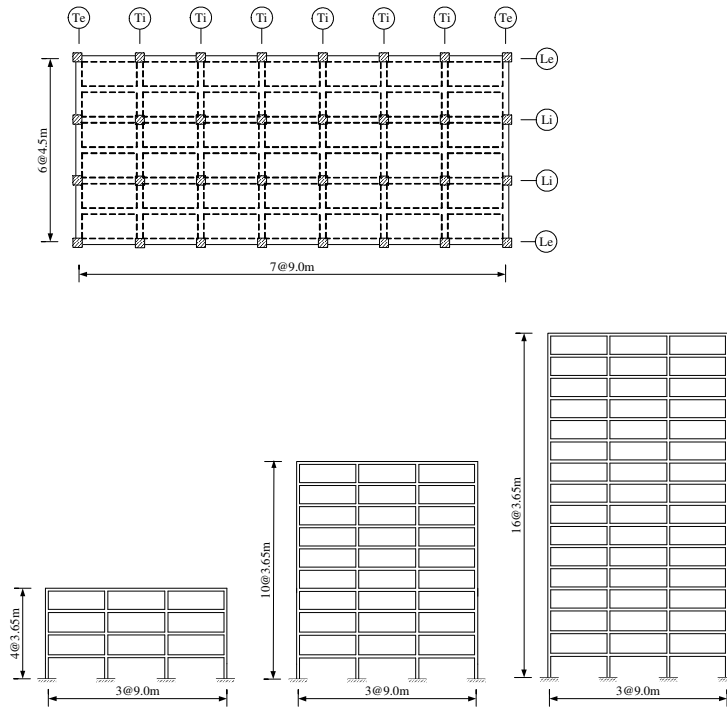 Te Ti Ti Ti Ti Ti Ti Te
Le
Li
6@4.5m
Li
Le
7@9.0m
16@3.65m
10@3.65m
4@3.65m
3@9.0m
3@9.0m
3@9.0m